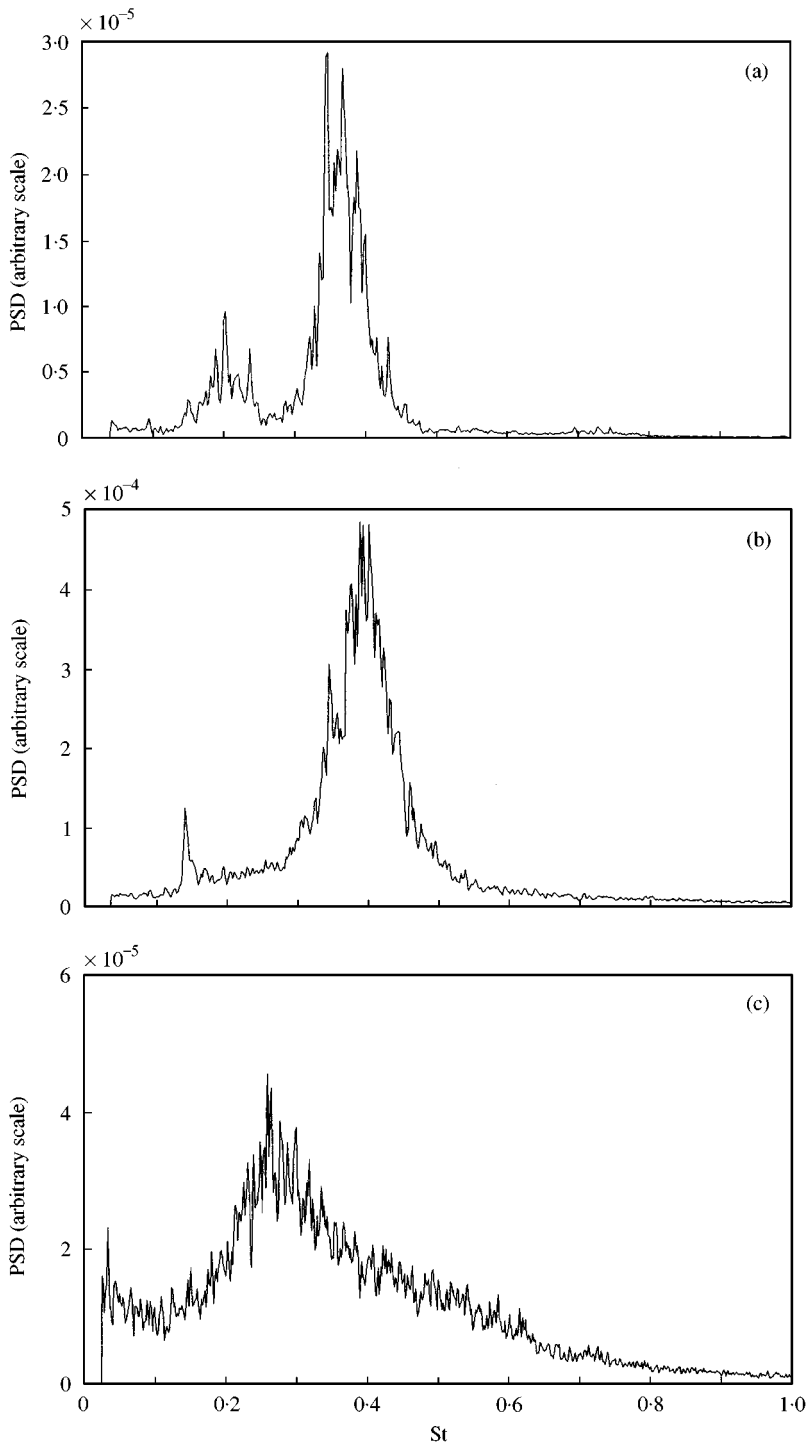 × 10⁻⁵
3·0
(a)
2·5
2·0
1·5
1·0
0·5
0
PSD (arbitrary scale)
× 10⁻⁴
5
(b)
4
3
2
1
0
PSD (arbitrary scale)
× 10⁻⁵
6
(c)
4
2
0
PSD (arbitrary scale)
0 0·2 0·4 0·6 0·8 1·0
St